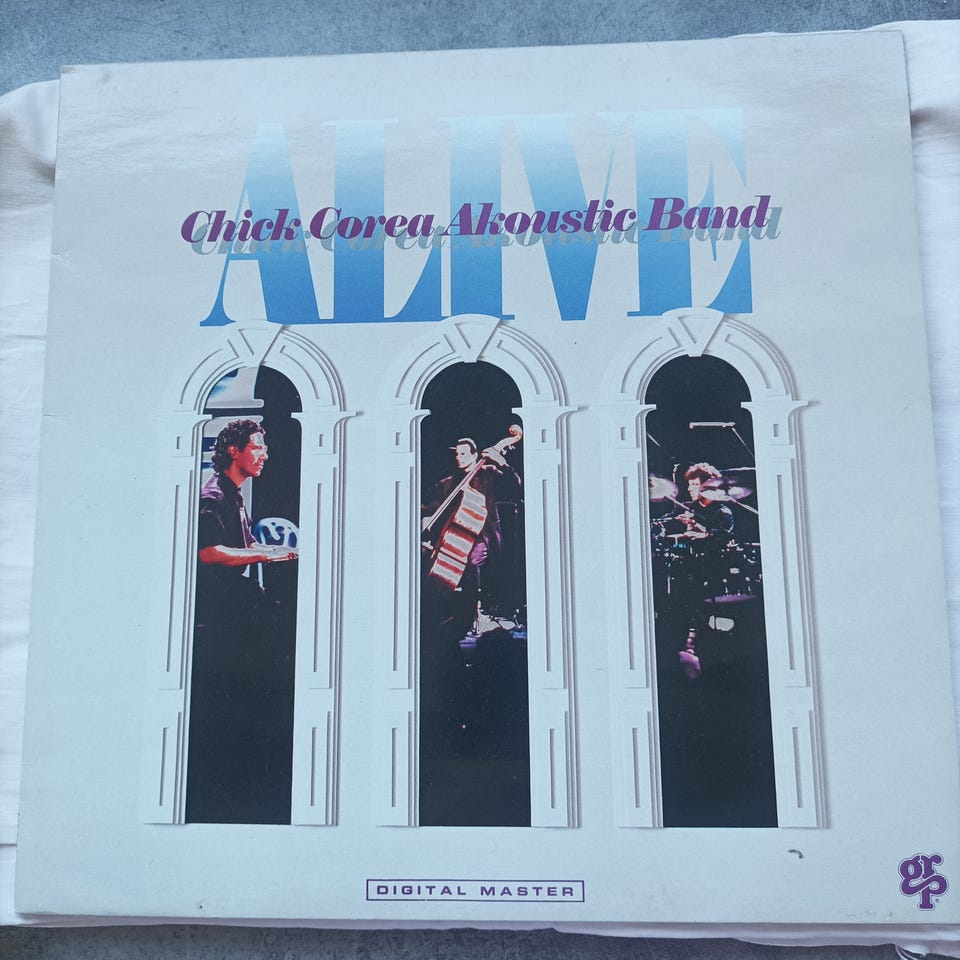 ALIVE
Chick Corea Akoustic Band
DIGITAL MASTER
grp